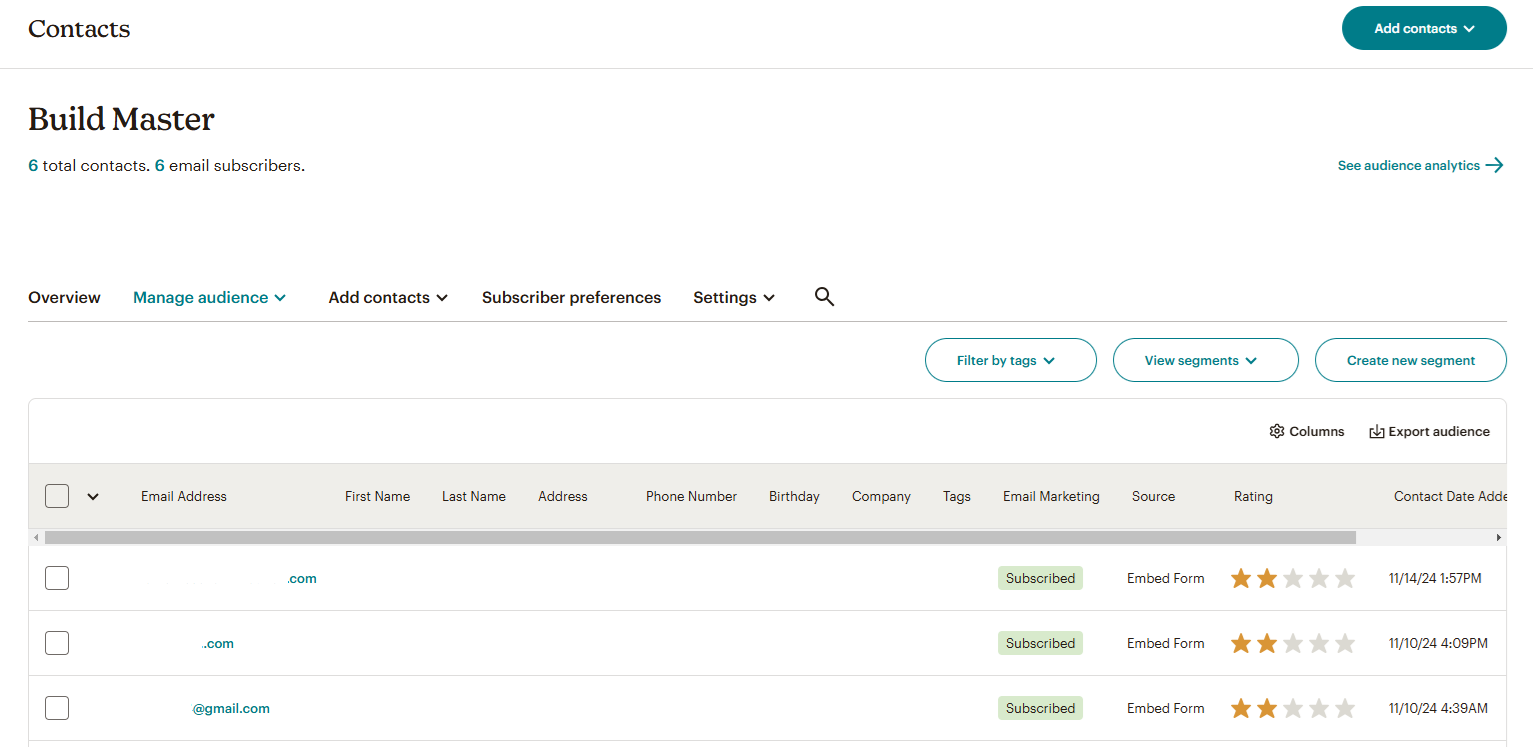 Contacts
Add contacts
Build Master
6 total contacts. 6 email subscribers.
See audience analytics
Overview Manage audience Add contacts Subscriber preferences Settings
Filter by tags View segments Create new segment
Columns Export audience
Email Address First Name Last Name Address Phone Number Birthday Company Tags Email Marketing Source Rating Contact Date Adde
.com Subscribed Embed Form 11/14/24 1:57PM
.com Subscribed Embed Form 11/10/24 4:09PM
@gmail.com Subscribed Embed Form 11/10/24 4:39AM